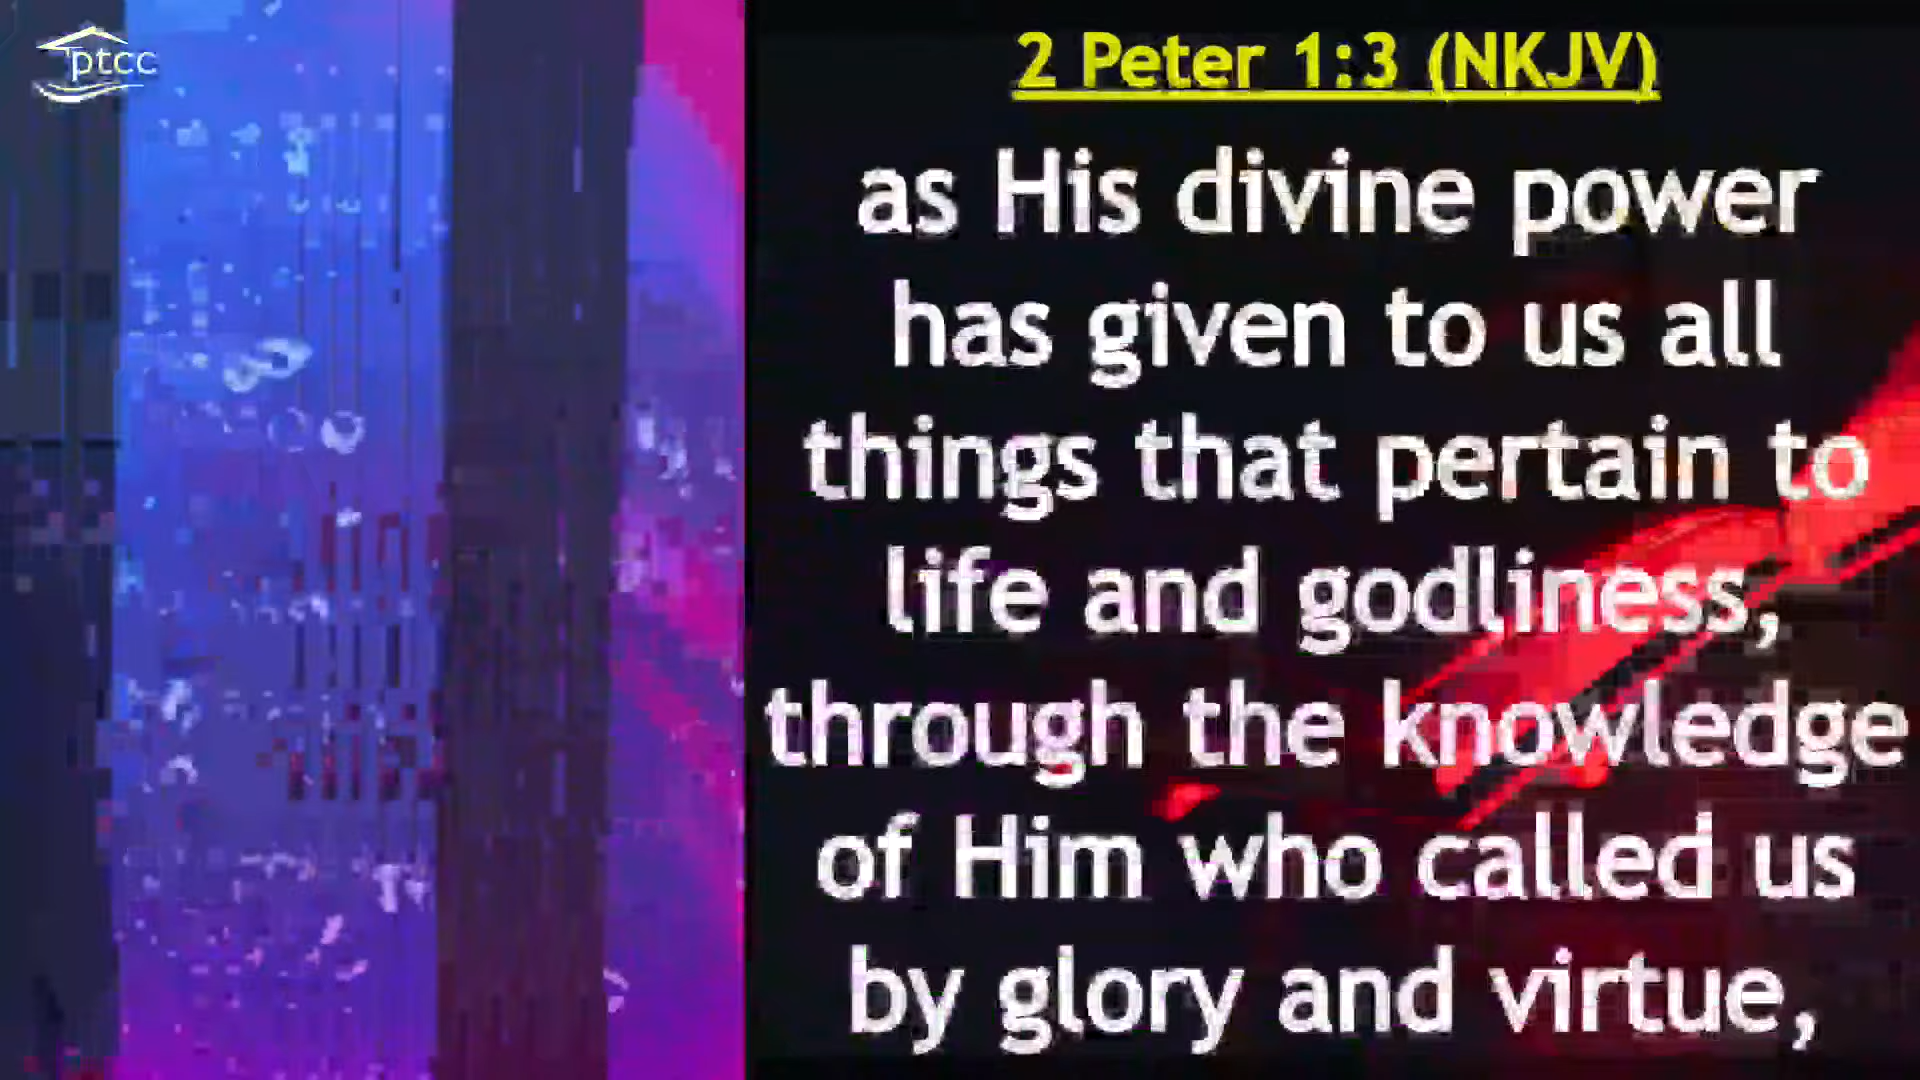 ptcc
2 Peter 1:3 (NKJV)
as His divine power
has given to us all
things that pertain to
life and godliness,
through the knowledge
of Him who called us
by glory and virtue,